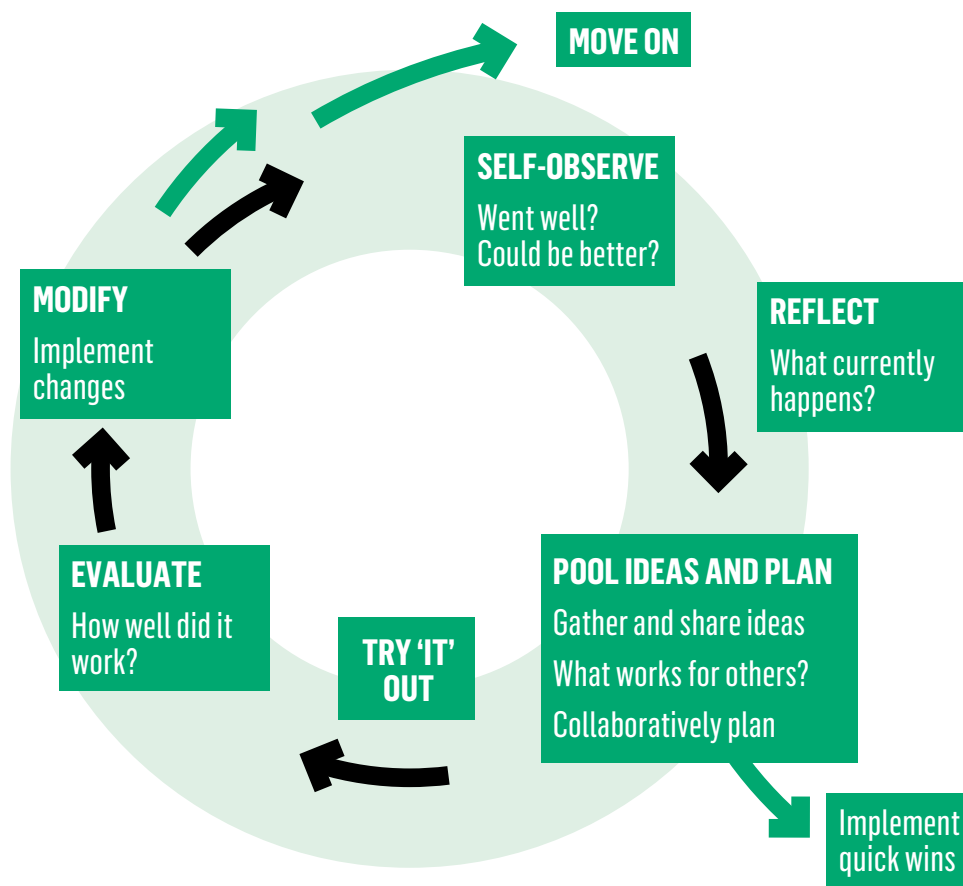 MOVE ON
SELF-OBSERVE
Went well?
Could be better?
REFLECT
What currently
happens?
POOL IDEAS AND PLAN
Gather and share ideas
What works for others?
Collaboratively plan
Implement
quick wins
TRY ‘IT’
OUT
EVALUATE
How well did it
work?
MODIFY
Implement
changes